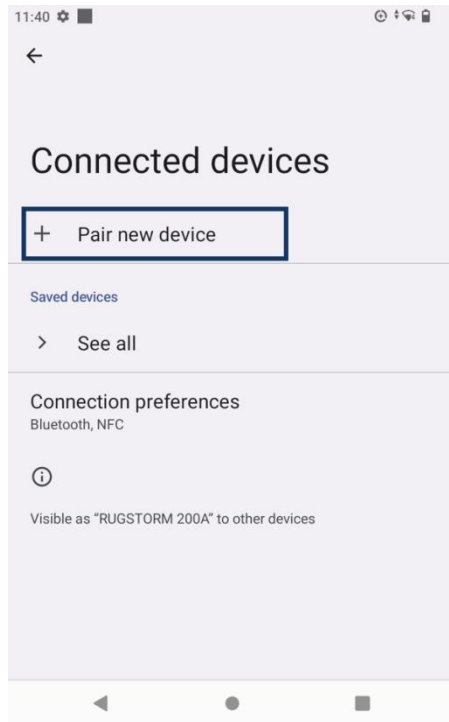 11:40
Connected devices
+ Pair new device
Saved devices
> See all
Connection preferences
Bluetooth, NFC
Visible as “RUGSTORM 200A” to other devices